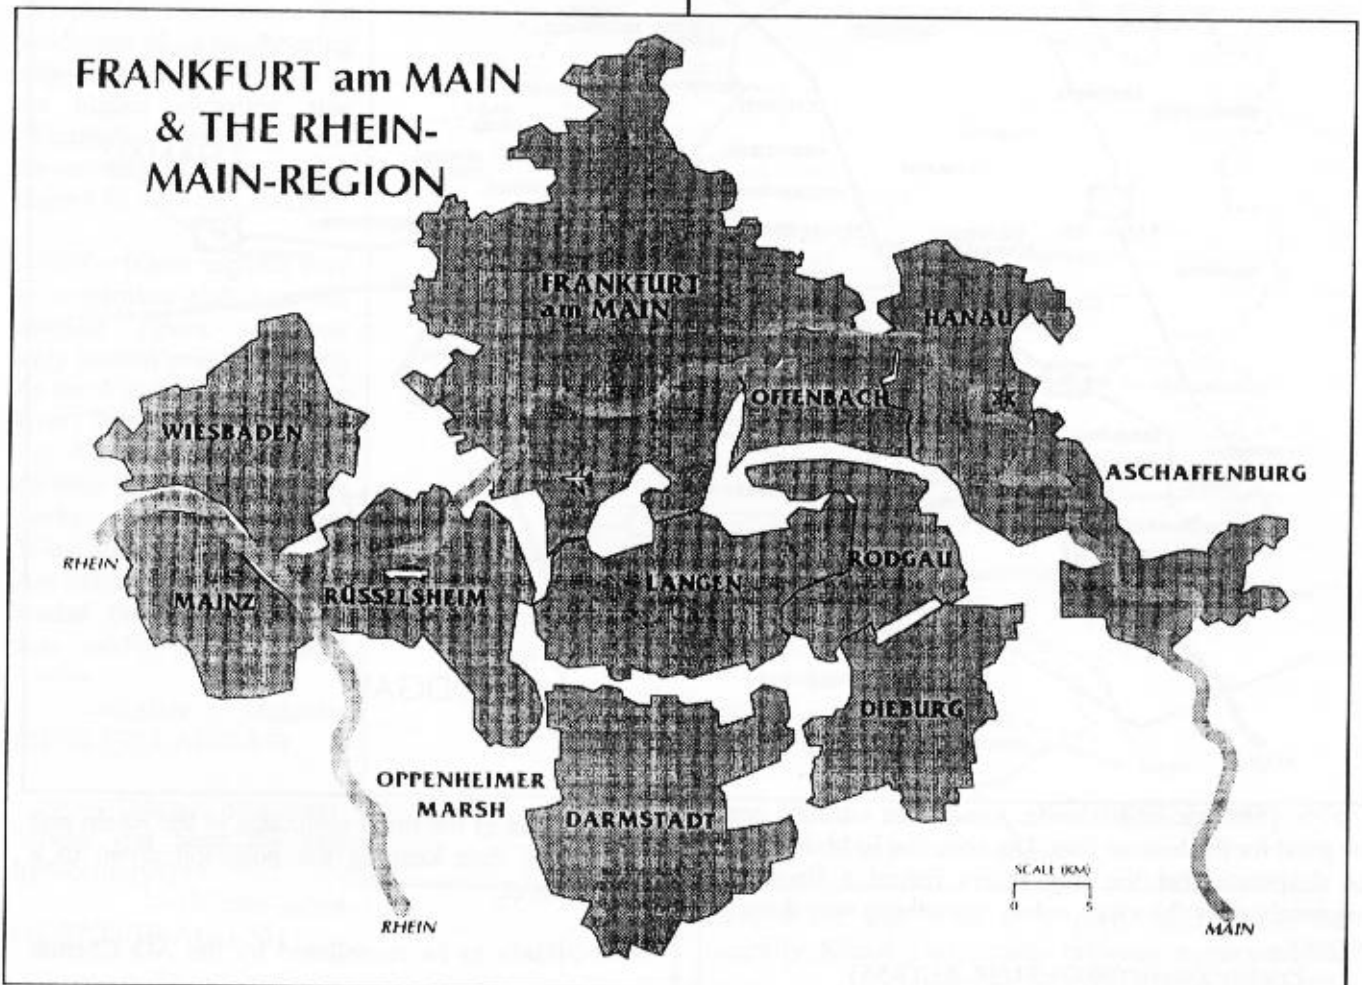 FRANKFURT am MAIN
& THE RHEIN-
MAIN-REGION
FRANKFURT
am MAIN
HANAU
OFFENBACH
WIESBADEN
ASCHAFFENBURG
RHEIN
MAINZ
RÜSSELSHEIM
LANGEN
RODGAU
DIEBURG
OPPENHEIMER
MARSH
DARMSTADT
SCALE (KM)
0 5
RHEIN
MAIN